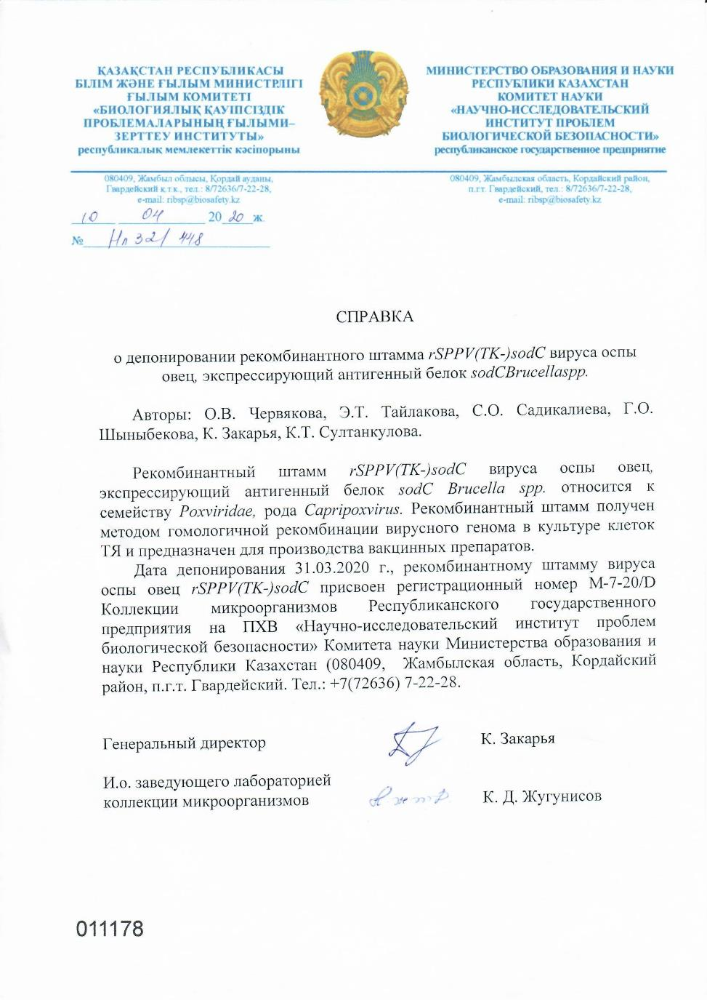 ҚАЗАҚСТАН РЕСПУБЛИКАСЫ
БІЛІМ ЖӘНЕ ҒЫЛЫМ МИНИСТРЛІГІ
ҒЫЛЫМ КОМИТЕТІ
«БИОЛОГИЯЛЫҚ ҚАУІПСІЗДІК
ПРОБЛЕМАЛАРЫНЫҢ ҒЫЛЫМИ–
ЗЕРТТЕУ ИНСТИТУТЫ»
республикалық мемлекеттік кәсіпорыны
МИНИСТЕРСТВО ОБРАЗОВАНИЯ И НАУКИ
РЕСПУБЛИКИ КАЗАХСТАН
КОМИТЕТ НАУКИ
«НАУЧНО-ИССЛЕДОВАТЕЛЬСКИЙ
ИНСТИТУТ ПРОБЛЕМ
БИОЛОГИЧЕСКОЙ БЕЗОПАСНОСТИ»
республиканское государственное предприятие
080409, Жамбыл облысы, Қордай ауданы,
Гвардейский к.т.к., тел.: 8/72636/7-22-28,
e-mail: ribsp@biosafety.kz
080409, Жамбылская область, Кордайский район,
п.гт. Гвардейский, тел.: 8/72636/7-22-28,
e-mail: ribsp@biosafety.kz
10 04 2020 ж.
№ Нп 32/ 448
СПРАВКА
о депонировании рекомбинантного штамма rSPPV(TK-)sodC вируса оспы
овец, экспрессирующий антигенный белок sodCBrucellaspp.
Авторы: О.В. Червякова, Э.Т. Тайлакова, С.О. Садикалиева, Г.О.
Шыныбекова, К. Закарья, К.Т. Султанкулова.
Рекомбинантный штамм rSPPV(TK-)sodC вируса оспы овец,
экспрессирующий антигенный белок sodC Brucella spp. относится к
семейству Poxviridae, рода Capripoxvirus. Рекомбинантный штамм получен
методом гомологичной рекомбинации вирусного генома в культуре клеток
ТЯ и предназначен для производства вакцинных препаратов.
Дата депонирования 31.03.2020 г., рекомбинантному штамму вируса
оспы овец rSPPV(TK-)sodC присвоен регистрационный номер M-7-20/D
Коллекции микроорганизмов Республиканского государственного
предприятия на ПХВ «Научно-исследовательский институт проблем
биологической безопасности» Комитета науки Министерства образования и
науки Республики Казахстан (080409, Жамбылская область, Кордайский
район, п.г.т. Гвардейский. Тел.: +7(72636) 7-22-28.
Генеральный директор К. Закарья
И.о. заведующего лабораторией
коллекции микроорганизмов К. Д. Жугунисов
011178